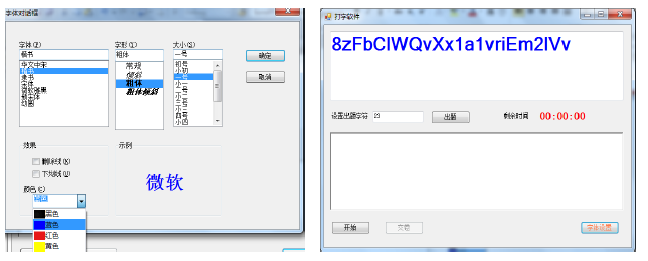 字体对话框
字体(F)
楷书
华文中宋
楷书
隶书
宋体
微软雅黑
新宋体
幼圆
字形(T)
粗体
常规
倾斜
粗体
粗体倾斜
大小(S)
一号
初号
小初
一号
小一
二号
小二
三号
小三
四号
小四
确定
取消
效果
删除线(K)
下划线(U)
颜色(C)
蓝色
黑色
蓝色
红色
黄色
示例
微软
打字软件
8zFbClWQvXx1a1vriEm2lVv
设置出题字符 23 出题 剩余时间 00:00:00
开始 文卷 字体设置